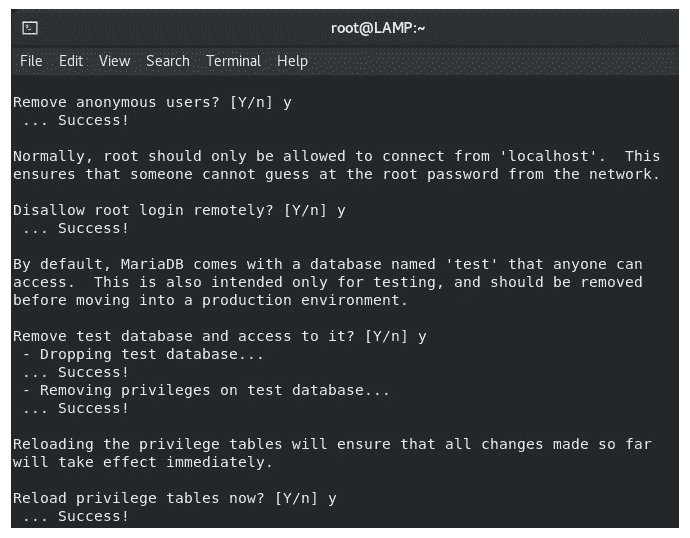 root@LAMP:~
File Edit View Search Terminal Help
Remove anonymous users? [Y/n] y
 ... Success!
Normally, root should only be allowed to connect from 'localhost'.  This
ensures that someone cannot guess at the root password from the network.
Disallow root login remotely? [Y/n] y
 ... Success!
By default, MariaDB comes with a database named 'test' that anyone can
access.  This is also intended only for testing, and should be removed
before moving into a production environment.
Remove test database and access to it? [Y/n] y
 - Dropping test database...
 ... Success!
 - Removing privileges on test database...
 ... Success!
Reloading the privilege tables will ensure that all changes made so far
will take effect immediately.
Reload privilege tables now? [Y/n] y
 ... Success!